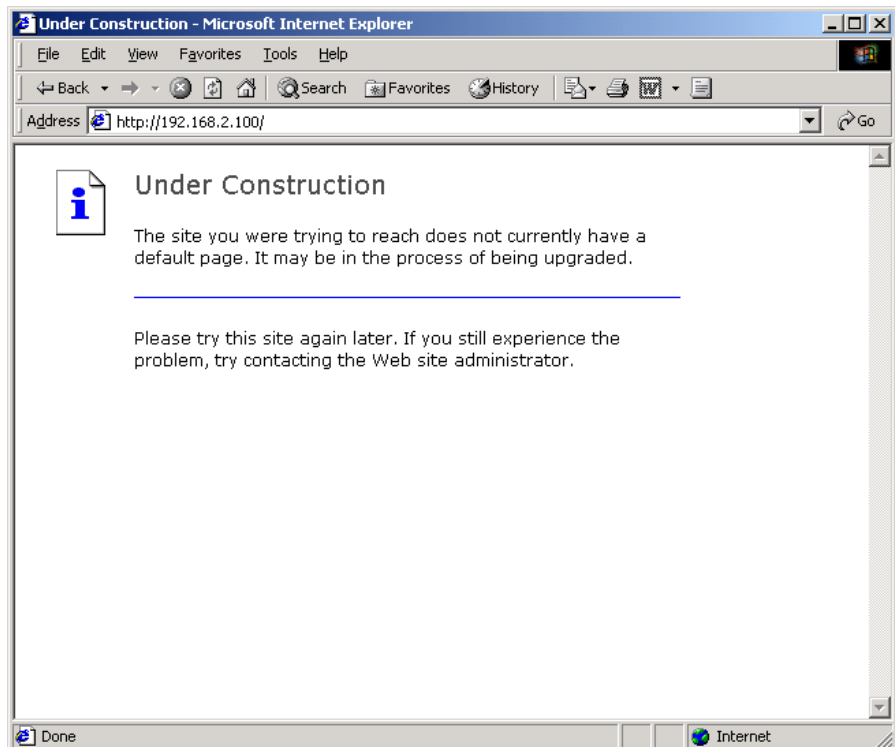 Under Construction - Microsoft Internet Explorer
File Edit View Favorites Tools Help
Back Search Favorites History
Address http://192.168.2.100/ Go
Under Construction
The site you were trying to reach does not currently have a
default page. It may be in the process of being upgraded.
Please try this site again later. If you still experience the
problem, try contacting the Web site administrator.
Done Internet